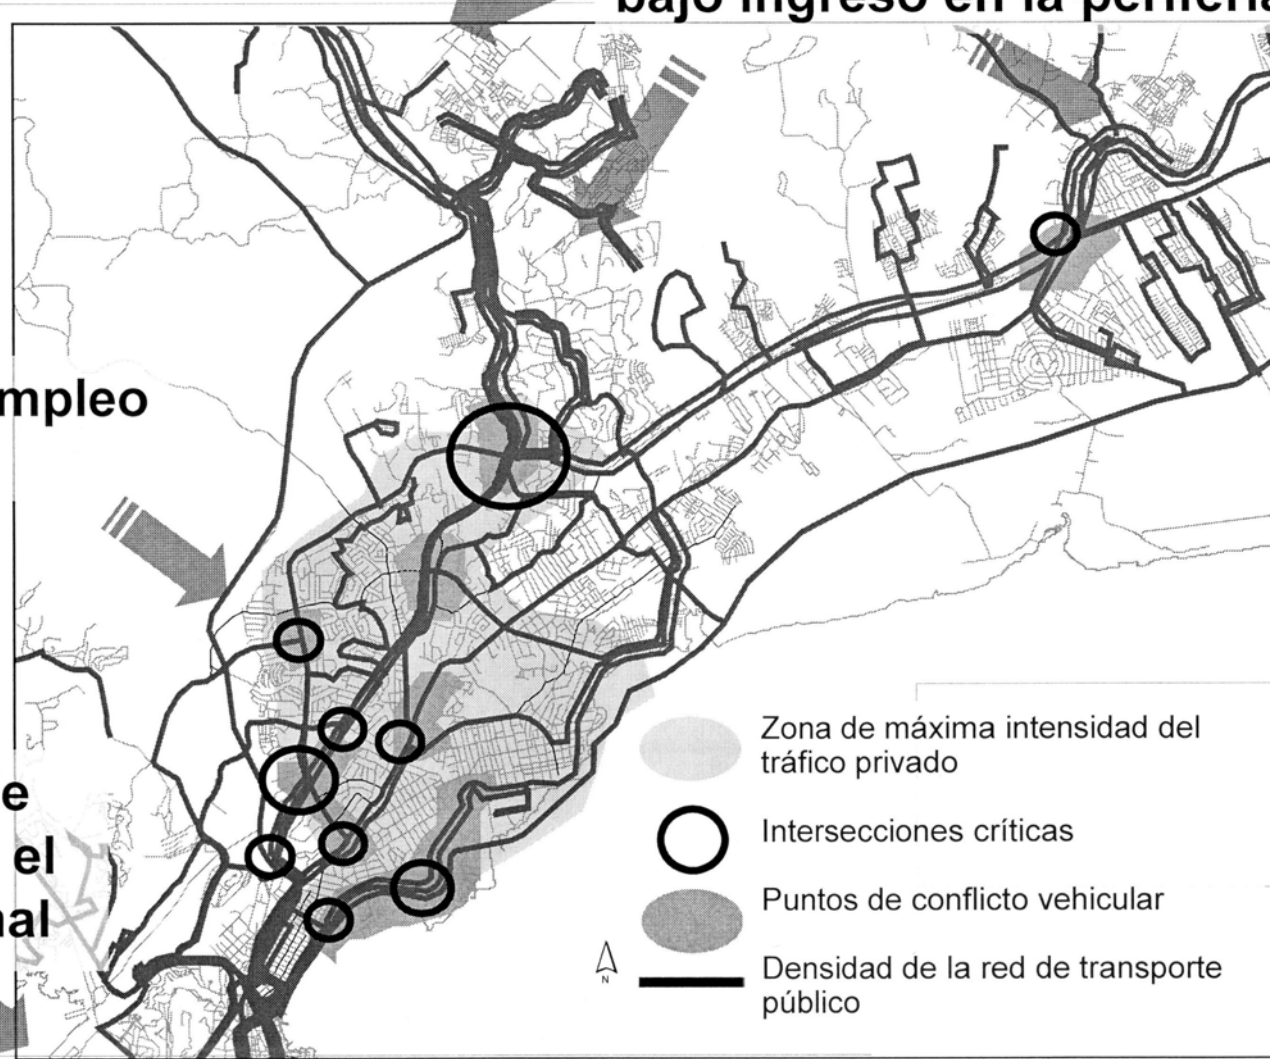 bajo ingreso en la periferia
mpleo
e
el
nal
Zona de máxima intensidad del
tráfico privado
Intersecciones críticas
Puntos de conflicto vehicular
N
Densidad de la red de transporte
público